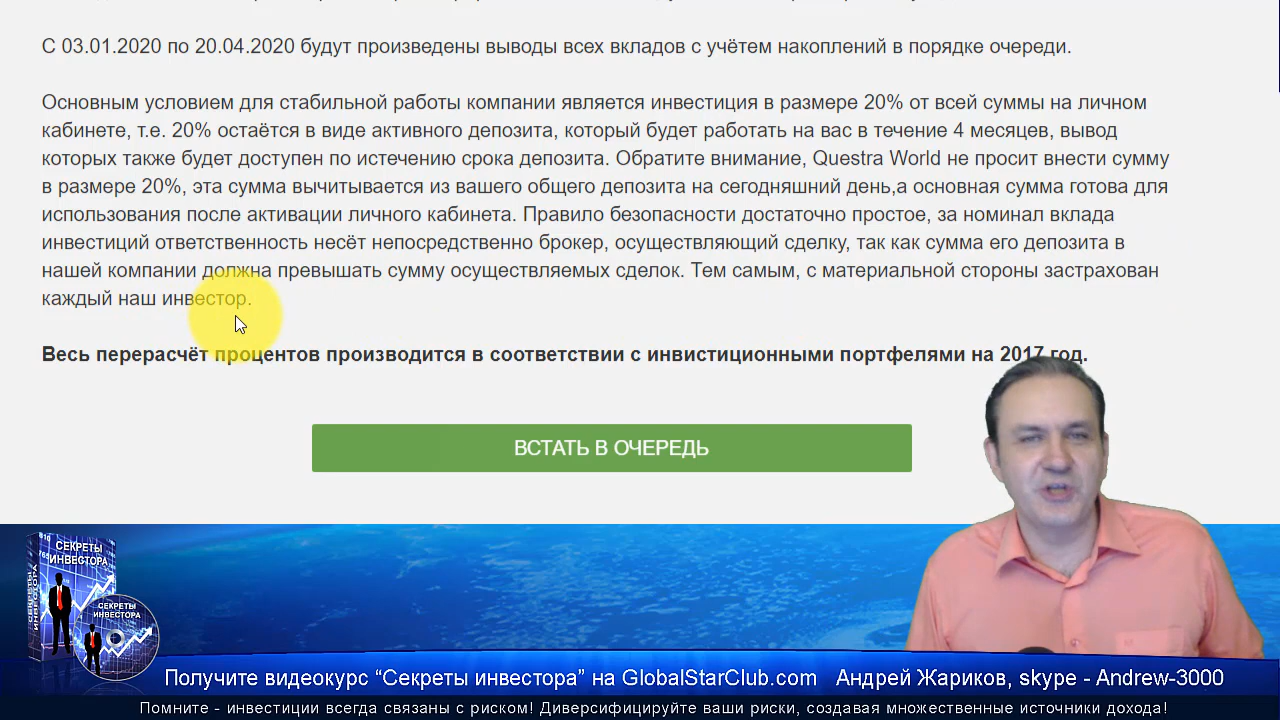 С 03.01.2020 по 20.04.2020 будут произведены выводы всех вкладов с учётем накоплений в порядке очереди.
Основным условием для стабильной работы компании является инвестиция в размере 20% от всей суммы на личном
кабинете, т.е. 20% остаётся в виде активного депозита, который будет работать на вас в течение 4 месяцев, вывод
которых также будет доступен по истечению срока депозита. Обратите внимание, Questra World не просит внести сумму
в размере 20%, эта сумма вычитывается из вашего общего депозита на сегодняшний день,а основная сумма готова для
использования после активации личного кабинета. Правило безопасности достаточно простое, за номинал вклада
инвестиций ответственность несёт непосредственно брокер, осуществляющий сделку, так как сумма его депозита в
нашей компании должна превышать сумму осуществляемых сделок. Тем самым, с материальной стороны застрахован
каждый наш инвестор.
Весь перерасчёт процентов производится в соответствии с инвистиционными портфелями на 2017 год.
ВСТАТЬ В ОЧЕРЕДЬ
СЕКРЕТЫ
ИНВЕСТОРА
СЕКРЕТЫ
ИНВЕСТОРА
Получите видеокурс “Секреты инвестора” на GlobalStarClub.com Андрей Жариков, skype - Andrew-3000
Помните - инвестиции всегда связаны с риском! Диверсифицируйте ваши риски, создавая множественные источники дохода!